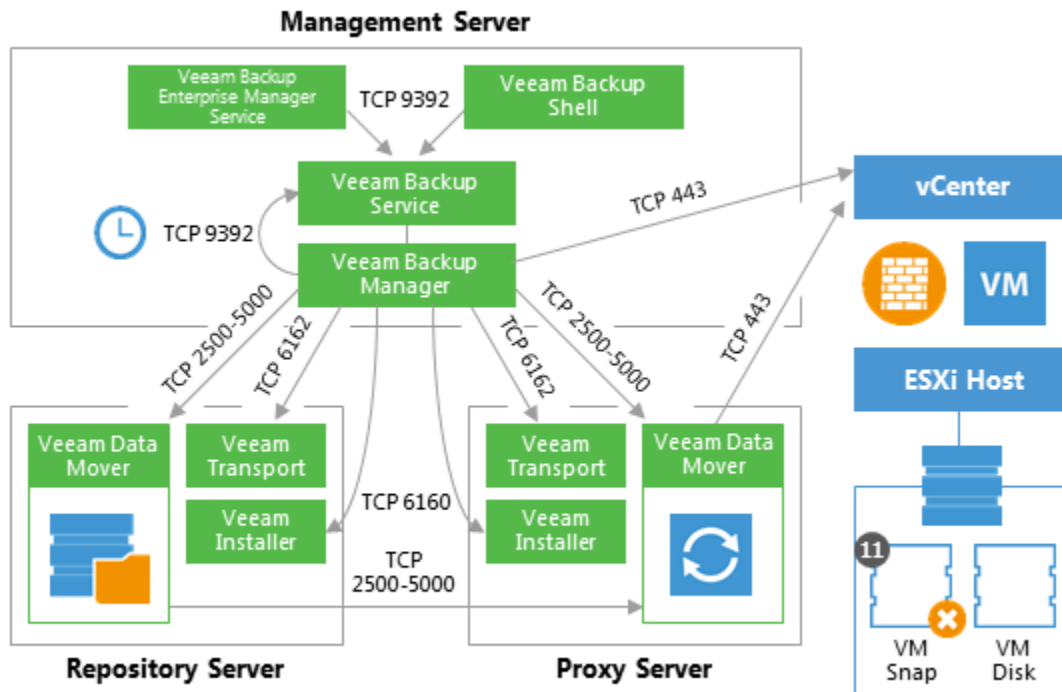 Management Server
Veeam Backup
Enterprise Manager
Service
TCP 9392
Veeam Backup
Shell
Veeam Backup
Service
TCP 9392
Veeam Backup
Manager
TCP 443
vCenter
VM
TCP 2500-5000
TCP 6162
TCP 6162
TCP 2500-5000
TCP 443
ESXi Host
Veeam Data
Mover
Veeam
Transport
Veeam
Installer
TCP 6160
TCP
2500-5000
Veeam
Transport
Veeam
Installer
Veeam Data
Mover
11
VM
Snap
VM
Disk
Repository Server
Proxy Server